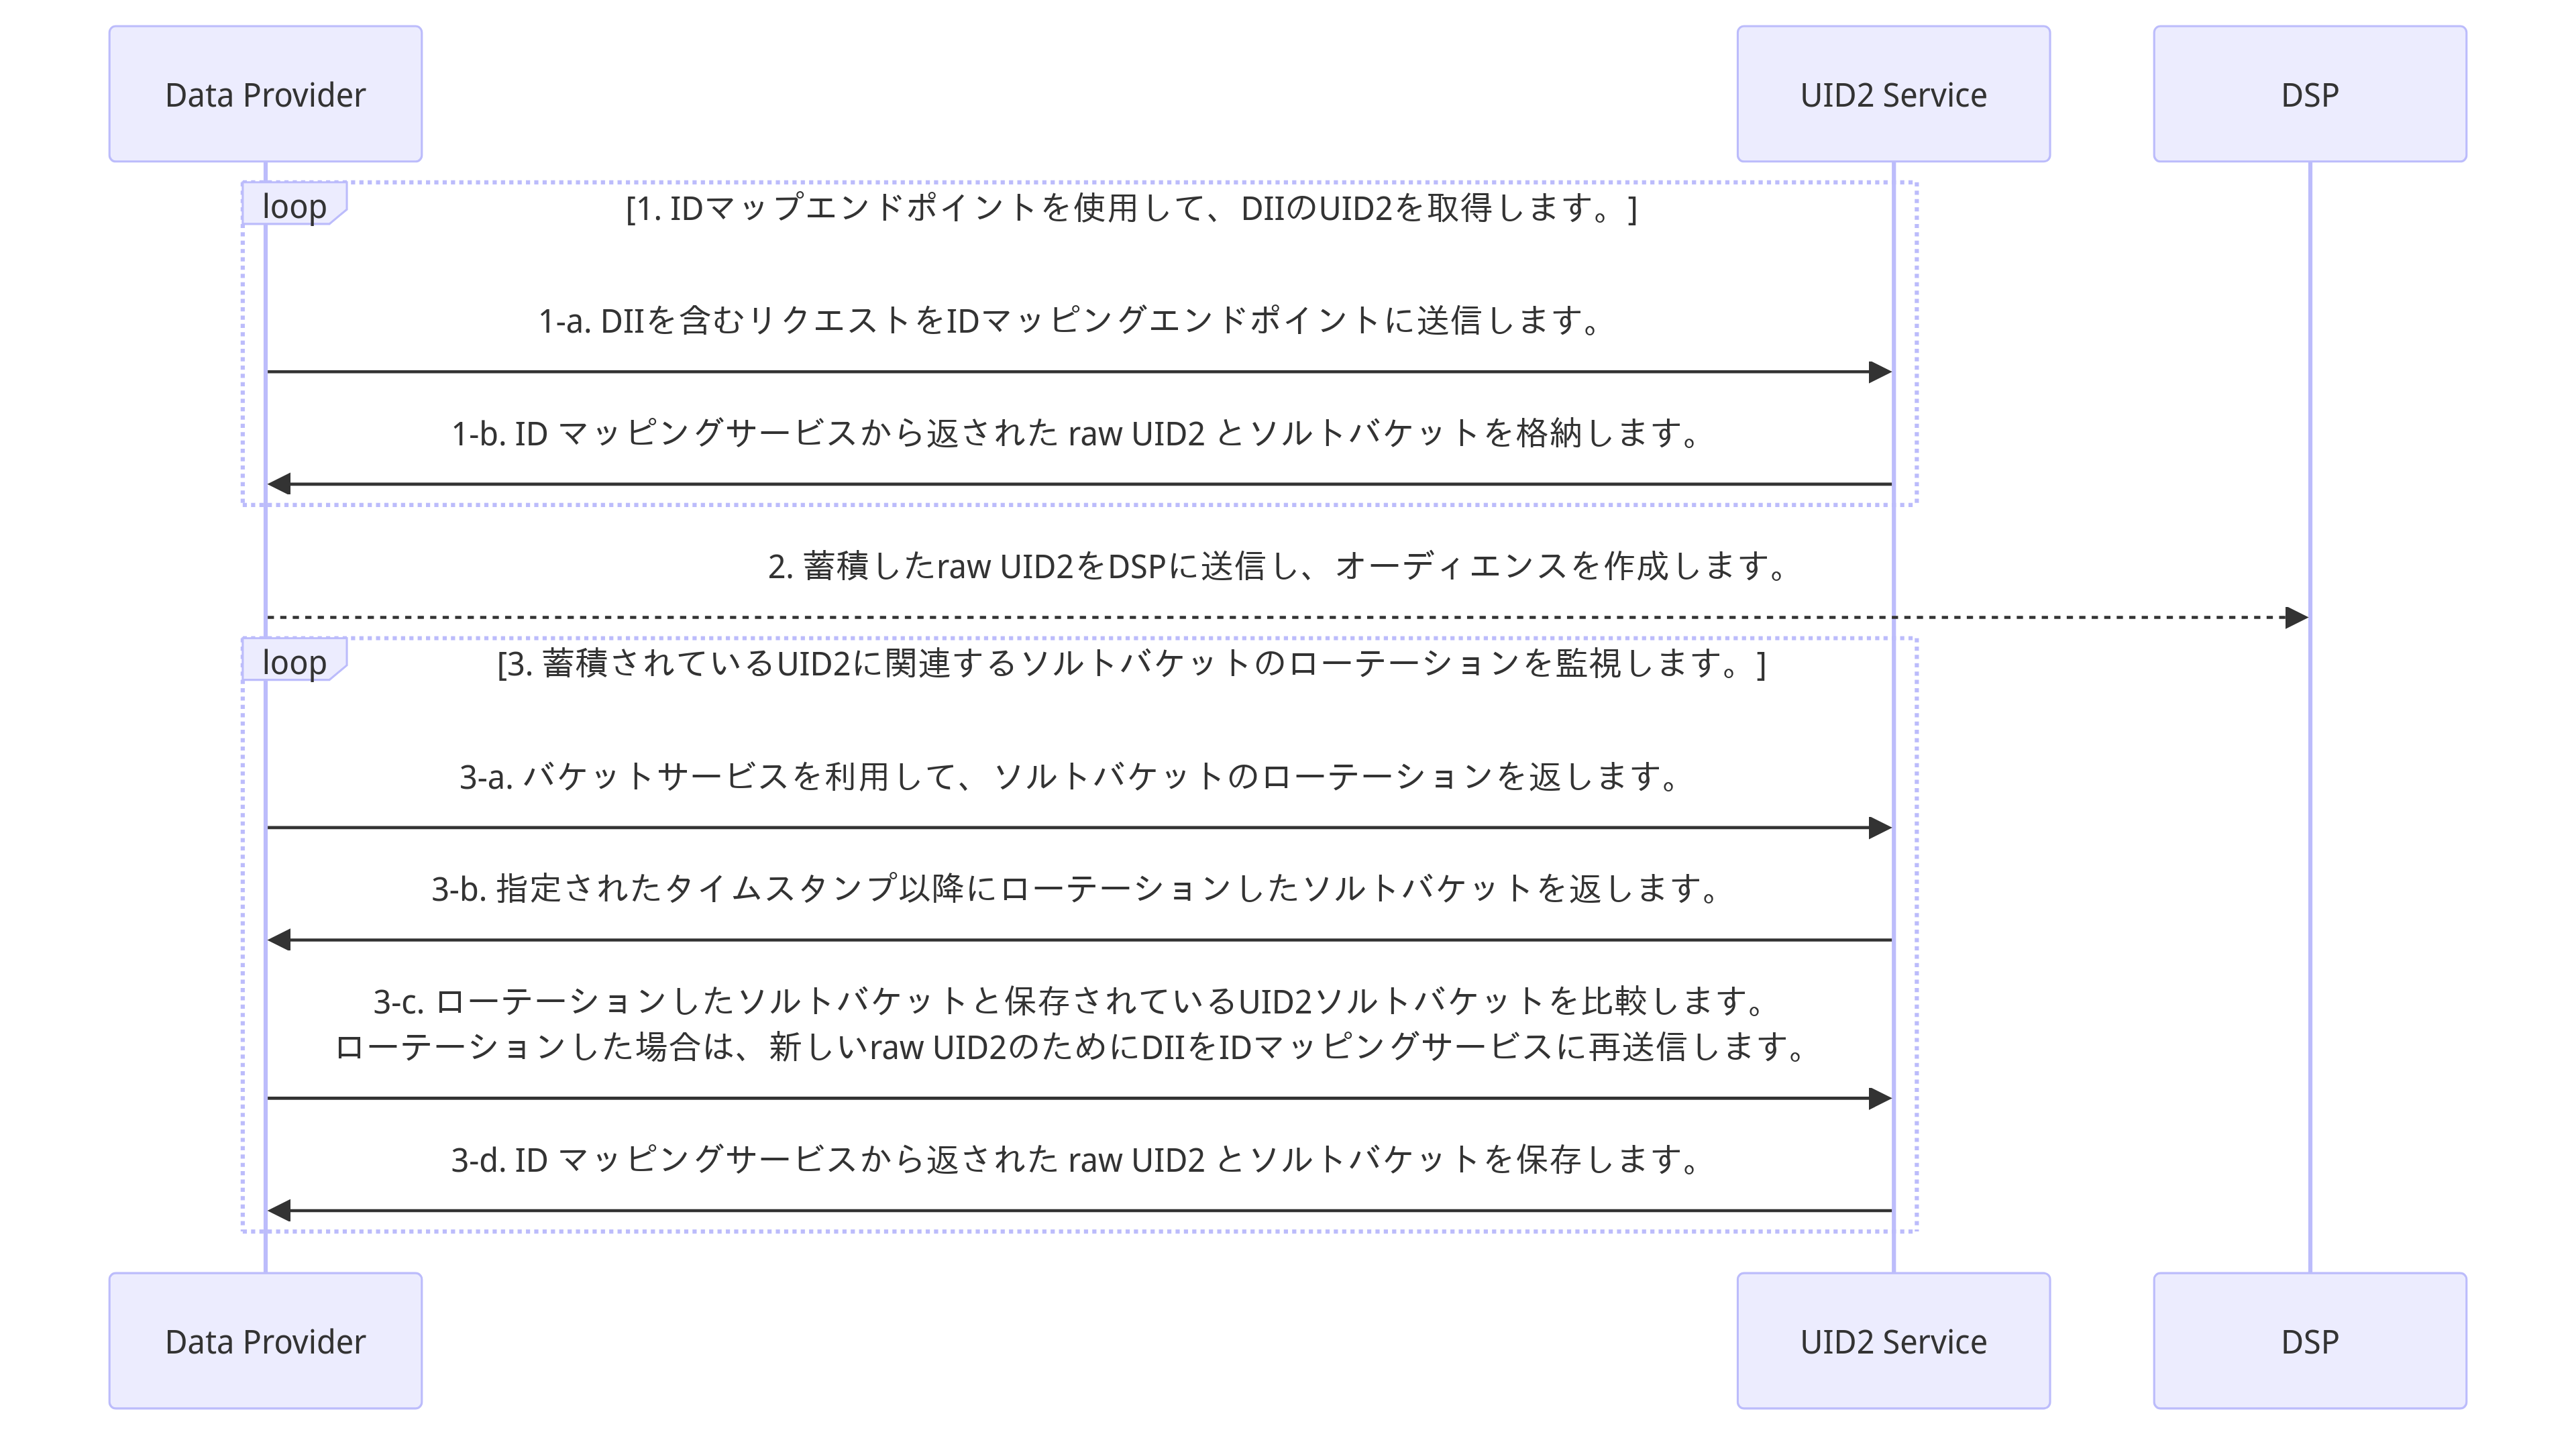 Data Provider
UID2 Service
DSP
loop
[1. IDマップエンドポイントを使用して、DIIのUID2を取得します。]
1-a. DIIを含むリクエストをIDマッピングエンドポイントに送信します。
1-b. ID マッピングサービスから返された raw UID2 とソルトバケットを格納します。
2. 蓄積したraw UID2をDSPに送信し、オーディエンスを作成します。
loop
[3. 蓄積されているUID2に関連するソルトバケットのローテーションを監視します。]
3-a. バケットサービスを利用して、ソルトバケットのローテーションを返します。
3-b. 指定されたタイムスタンプ以降にローテーションしたソルトバケットを返します。
3-c. ローテーションしたソルトバケットと保存されているUID2ソルトバケットを比較します。
ローテーションした場合は、新しいraw UID2のためにDIIをIDマッピングサービスに再送信します。
3-d. ID マッピングサービスから返された raw UID2 とソルトバケットを保存します。
Data Provider
UID2 Service
DSP